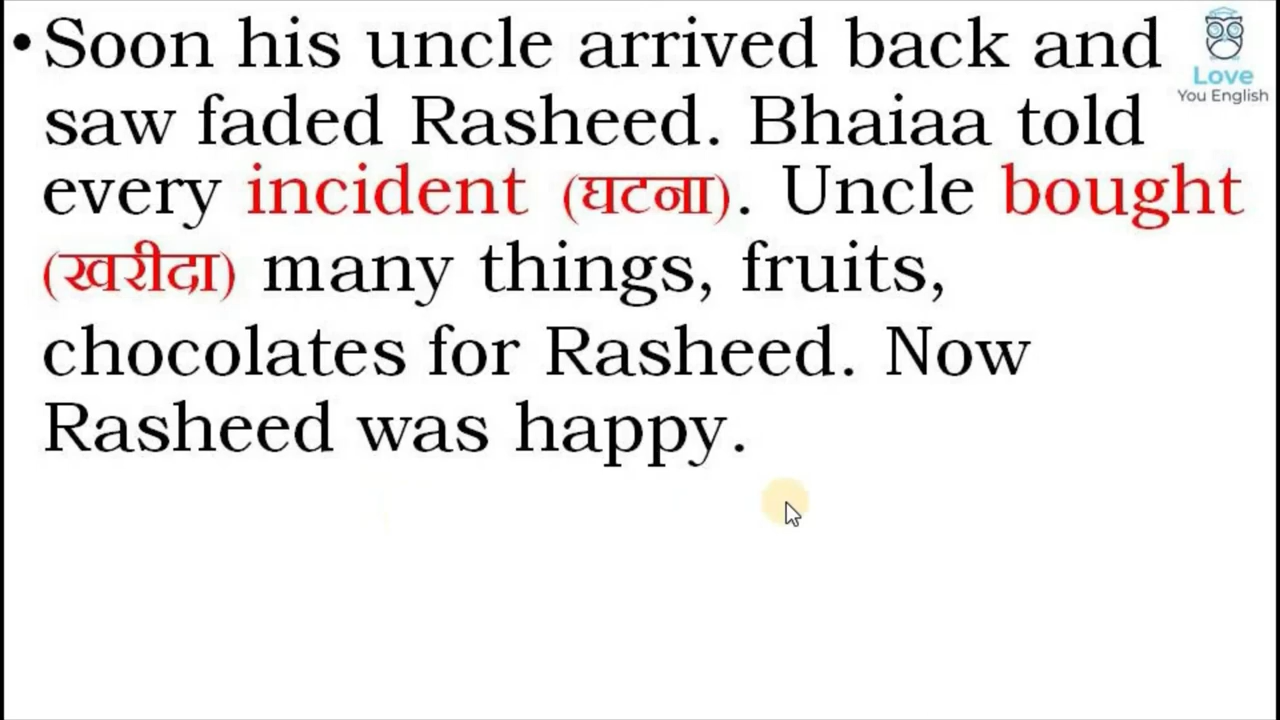 • Soon his uncle arrived back and
saw faded Rasheed. Bhaiaa told
every incident (घटना). Uncle bought
(खरीदा) many things, fruits,
chocolates for Rasheed. Now
Rasheed was happy.
Love
You English